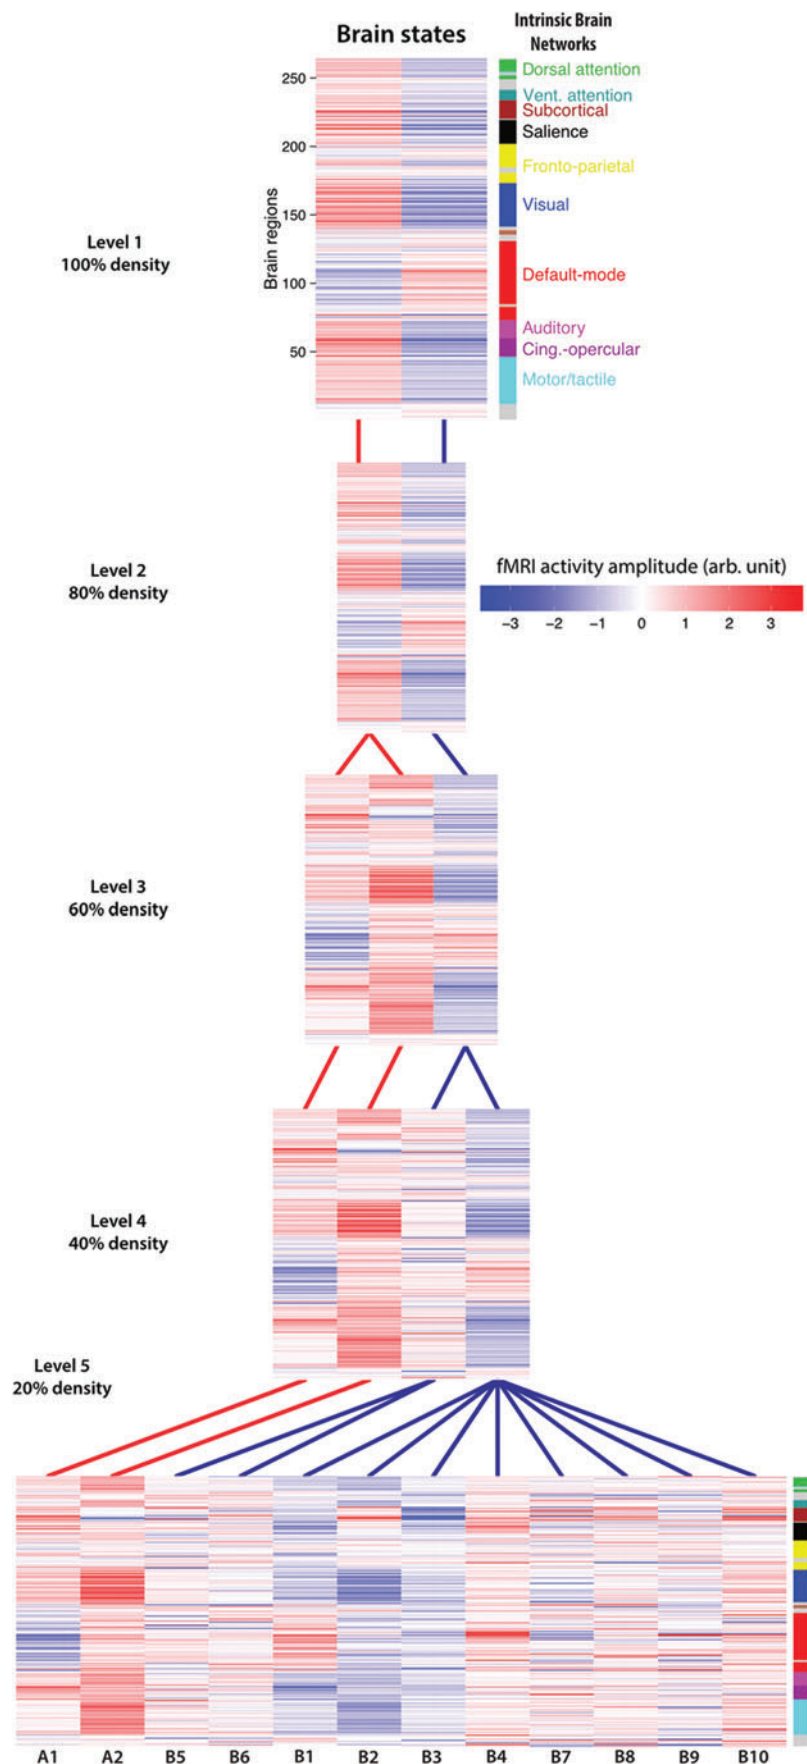 Brain states
Intrinsic Brain
Networks
Dorsal attention
Vent. attention
Subcortical
Salience
Fronto-parietal
Visual
Default-mode
Auditory
Cing.-opercular
Motor/tactile
Brain regions
250
200
150
100
50
Level 1
100% density
Level 2
80% density
fMRI activity amplitude (arb. unit)
−3 −2 −1 0 1 2 3
Level 3
60% density
Level 4
40% density
Level 5
20% density
A1 A2 B5 B6 B1 B2 B3 B4 B7 B8 B9 B10